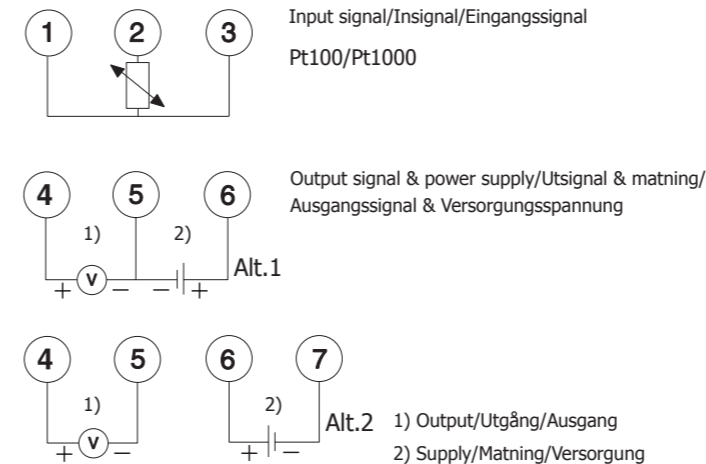 1 2 3
Input signal/Insignal/Eingangssignal
Pt100/Pt1000
4 5 6
Output signal & power supply/Utsignal & matning/
Ausgangssignal & Versorgungsspannung
1) 2)
Alt.1
+ V − − +
4 5 6 7
1) 2)
Alt.2
+ V − + −
1) Output/Utgång/Ausgang
2) Supply/Matning/Versorgung